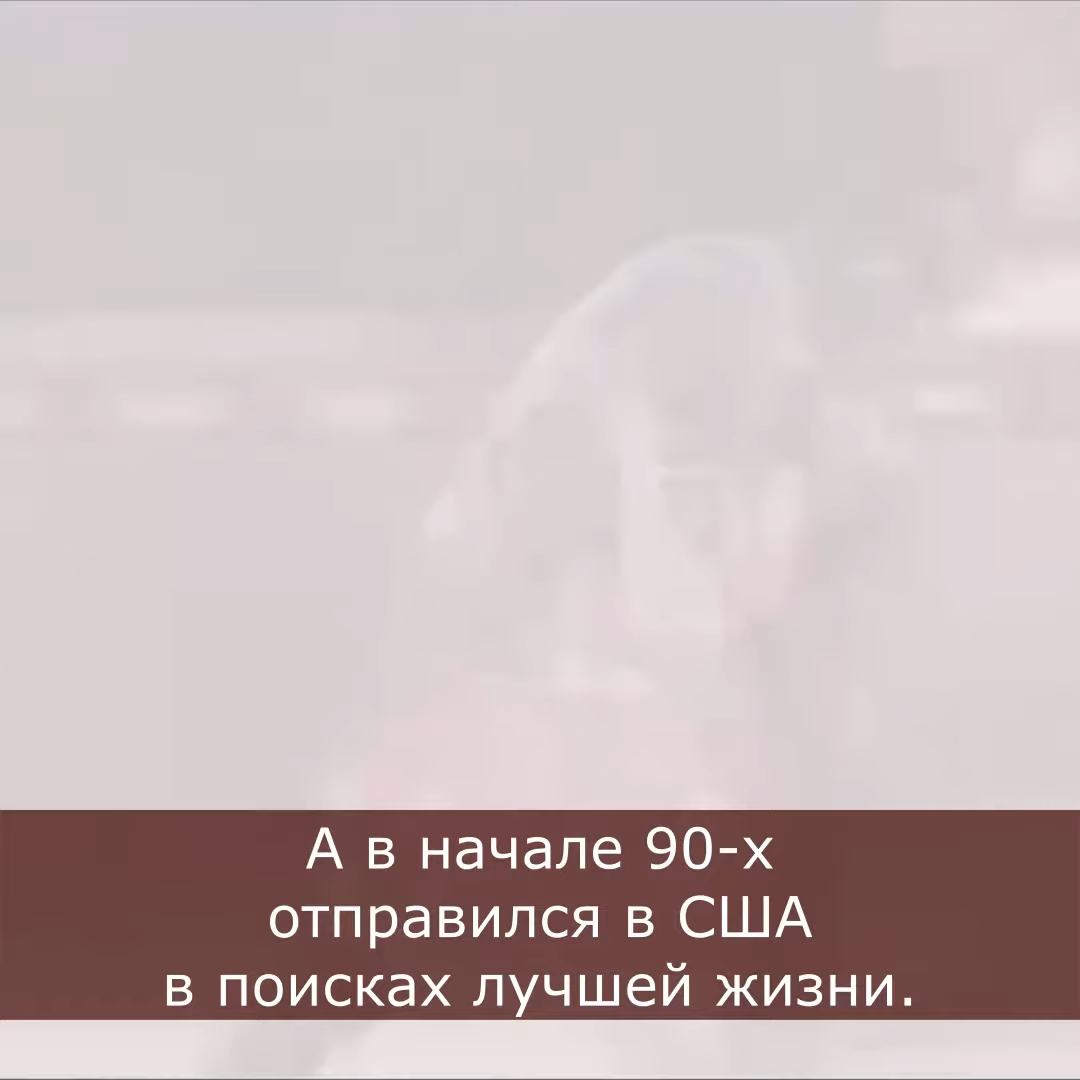 А в начале 90-х
отправился в США
в поисках лучшей жизни.